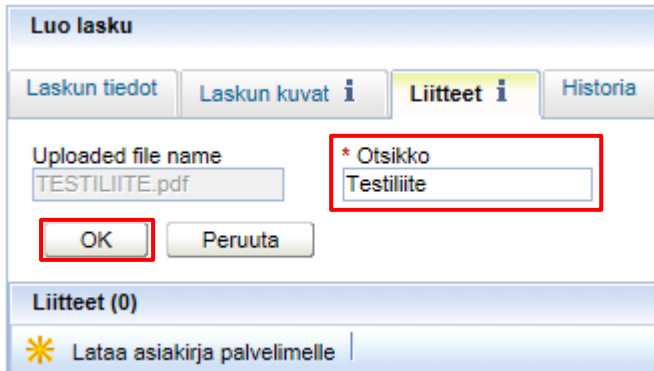 Luo lasku
Laskun tiedot Laskun kuvat i Liitteet i Historia
Uploaded file name * Otsikko
TESTILIITE.pdf Testiliite
OK Peruuta
Liitteet (0)
Lataa asiakirja palvelimelle